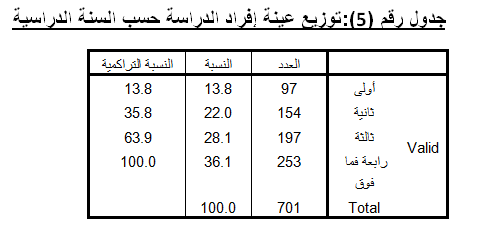 جدول رقم (5):توزيع عينة إفراد الدراسة حسب السنة الدراسية
العدد النسبة النسبة التراكمية
Valid
أولى 97 13.8 13.8
ثانية 154 22.0 35.8
ثالثة 197 28.1 63.9
رابعة فما 253 36.1 100.0
فوق
Total 701 100.0